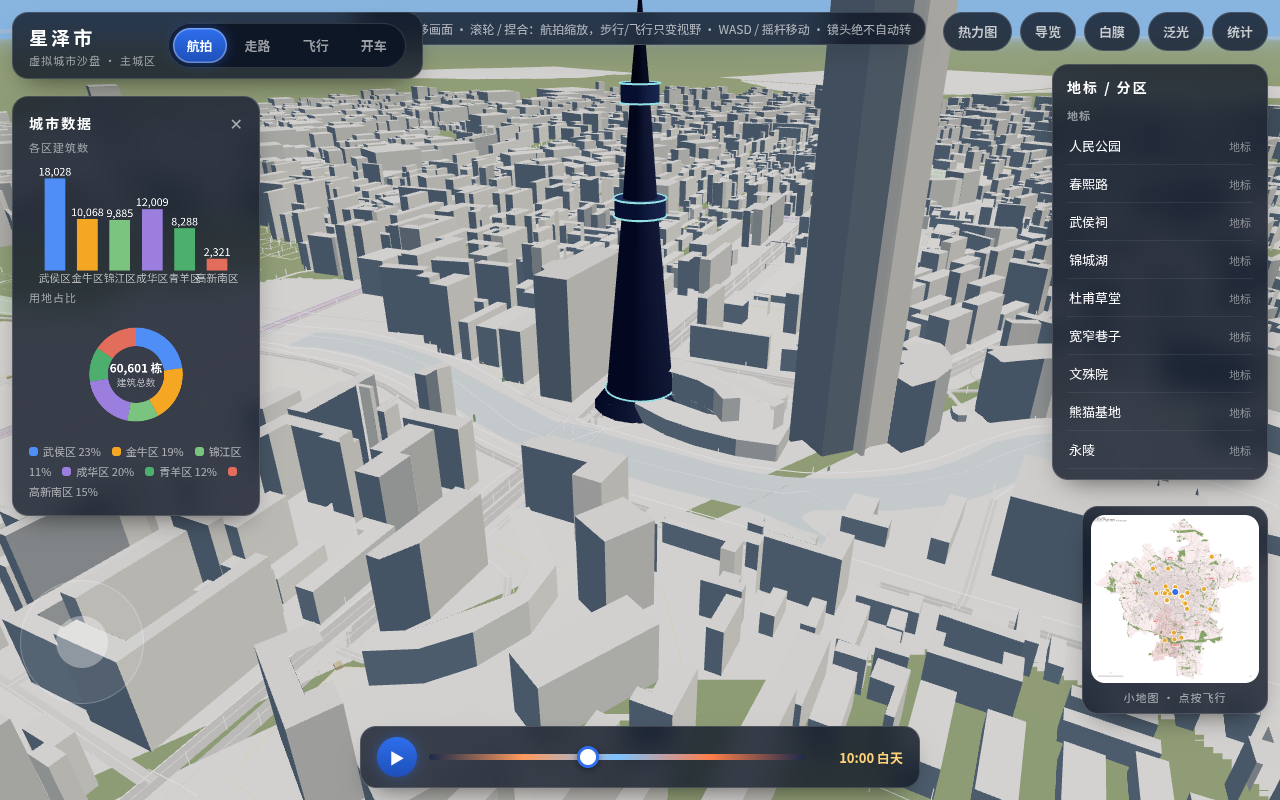 星泽市
虚拟城市沙盘 · 主城区
航拍
走路
飞行
开车
移画面 · 滚轮 / 捏合：航拍缩放，步行/飞行只变视野 · WASD / 摇杆移动 · 镜头绝不自动转
热力图
导览
白膜
泛光
统计
城市数据
×
各区建筑数
18,028
10,068
9,885
12,009
8,288
2,321
武侯区
金牛区
锦江区
成华区
青羊区
高新南区
用地占比
60,601 栋
建筑总数
武侯区 23% 金牛区 19% 锦江区
11% 成华区 20% 青羊区 12%
高新南区 15%
地标 / 分区
地标
人民公园 地标
春熙路 地标
武侯祠 地标
锦城湖 地标
杜甫草堂 地标
宽窄巷子 地标
文殊院 地标
熊猫基地 地标
永陵 地标
小地图 · 点按飞行
10:00 白天